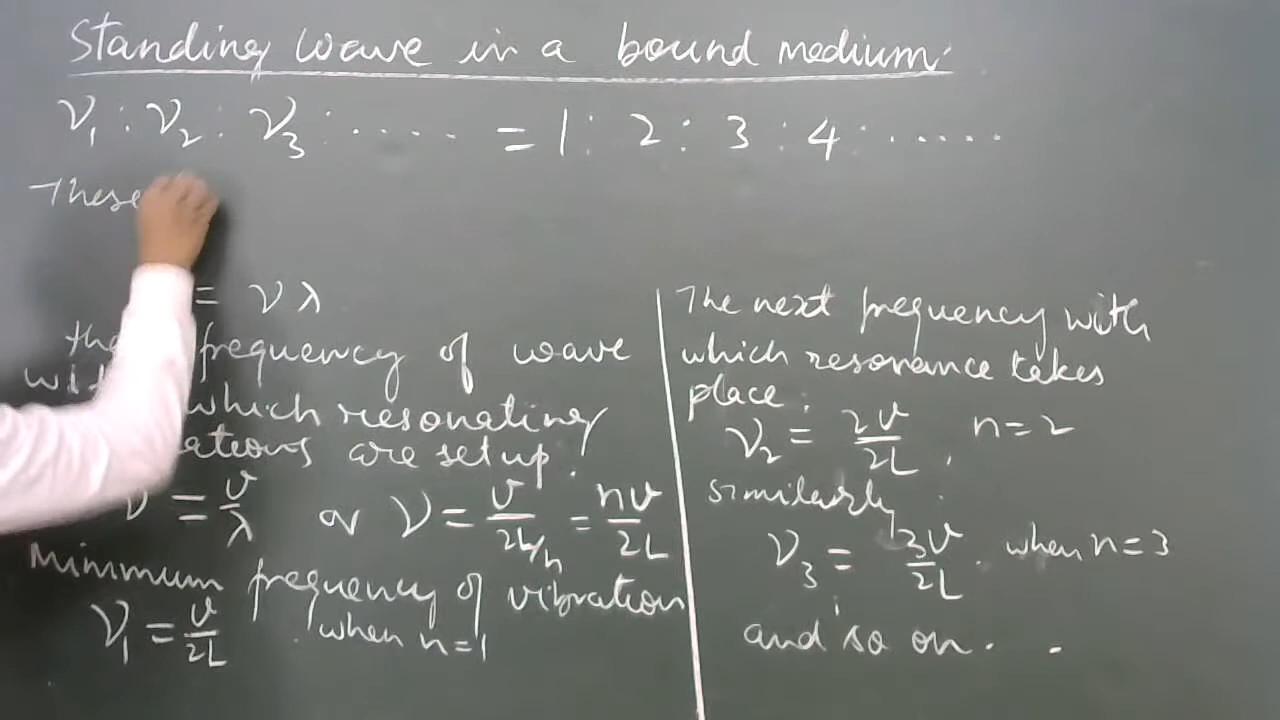 Standing wave in a bound medium.
ν₁ : ν₂ : ν₃ : ..... = 1 : 2 : 3 : 4 : ......
These
= νλ
the frequency of wave
which resonating
are setup.
ν = v/λ or ν = v/(2L/n) = nv/2L
Minimum frequency of vibration
ν₁ = v/2L . when n=1
The next frequency with
which resonance takes
place :
ν₂ = 2v/2L , n=2
similarly
ν₃ = 3v/2L . when n=3
and so on. .